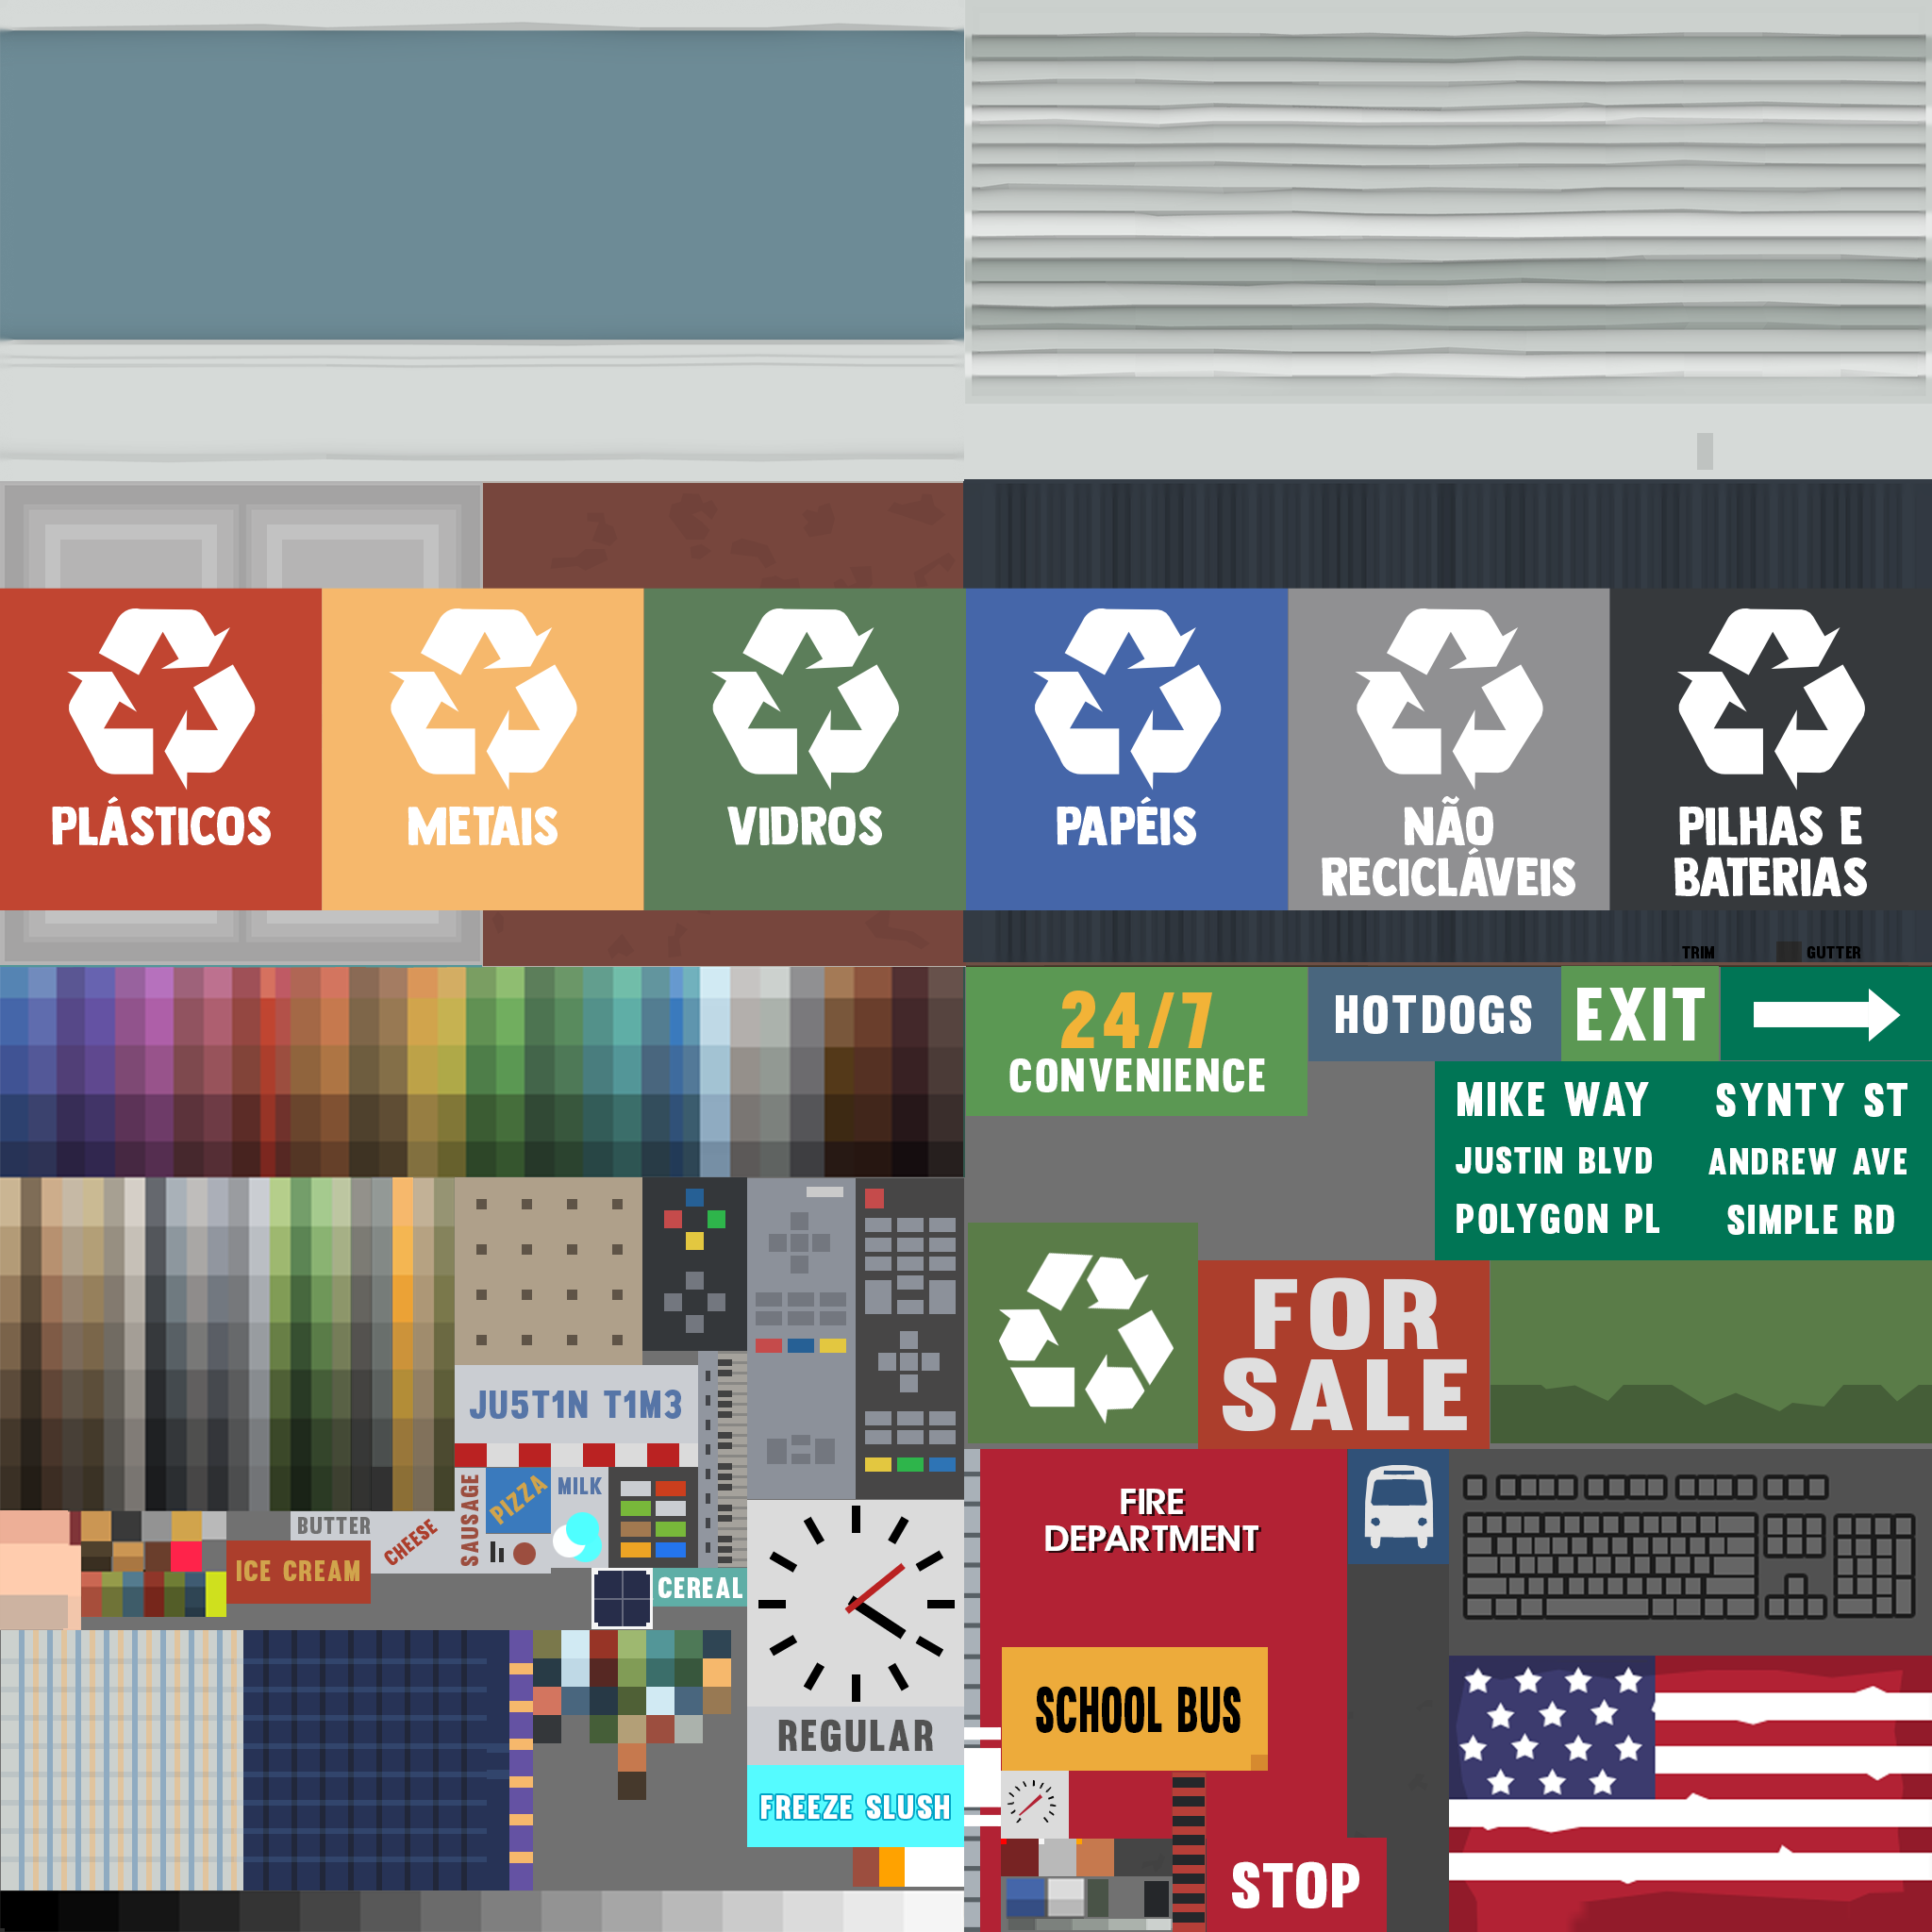 PLÁSTICOS
METAIS
VIDROS
PAPÉIS
NÃO
RECICLÁVEIS
PILHAS E
BATERIAS
TRIM
GUTTER
24/7
CONVENIENCE
HOTDOGS
EXIT
MIKE WAY
SYNTY ST
JUSTIN BLVD
ANDREW AVE
POLYGON PL
SIMPLE RD
FOR
SALE
JU5T1N T1M3
SAUSAGE
PIZZA
MILK
BUTTER
CHEESE
ICE CREAM
CEREAL
REGULAR
FREEZE SLUSH
FIRE
DEPARTMENT
SCHOOL BUS
STOP